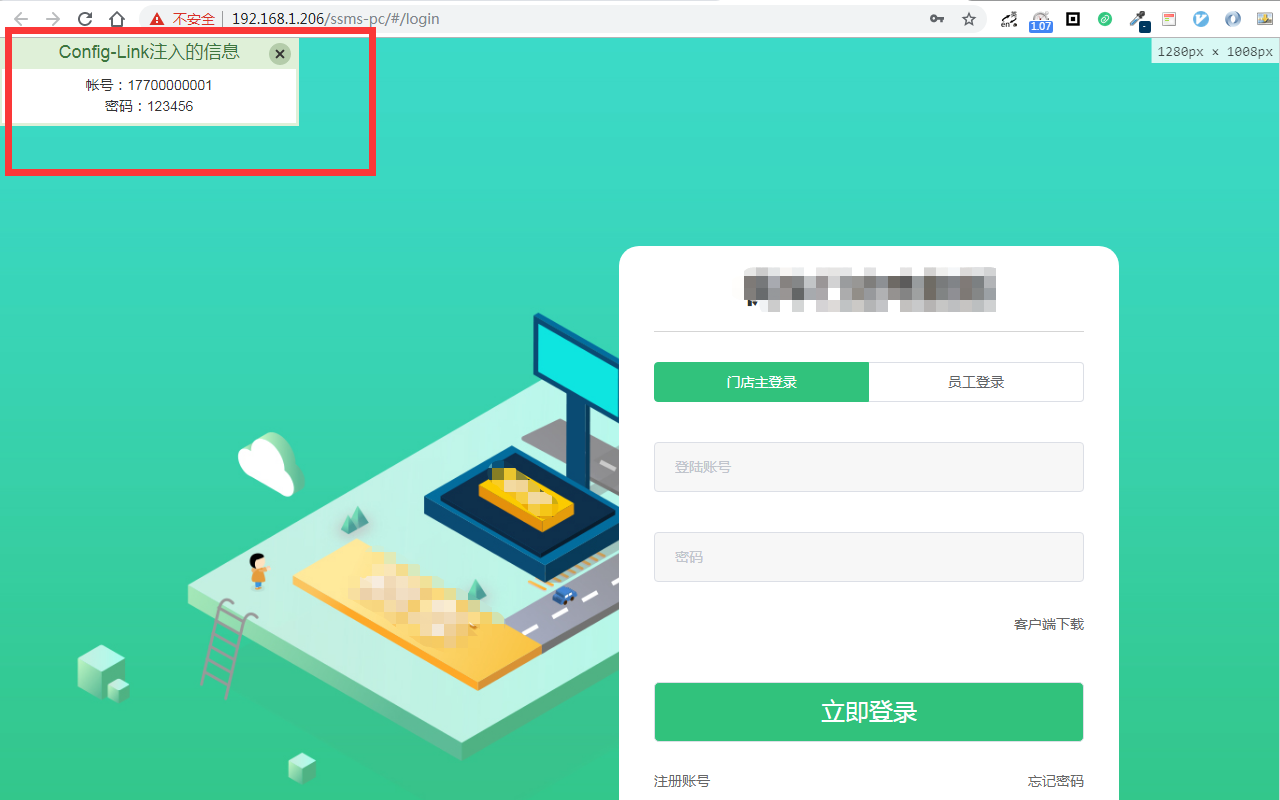 不安全 | 192.168.1.206/ssms-pc/#/login
en
1.07
Config-Link注入的信息
帐号：17700000001
密码：123456
1280px × 1008px
门店主登录
员工登录
登陆账号
密码
客户端下载
立即登录
注册账号
忘记密码